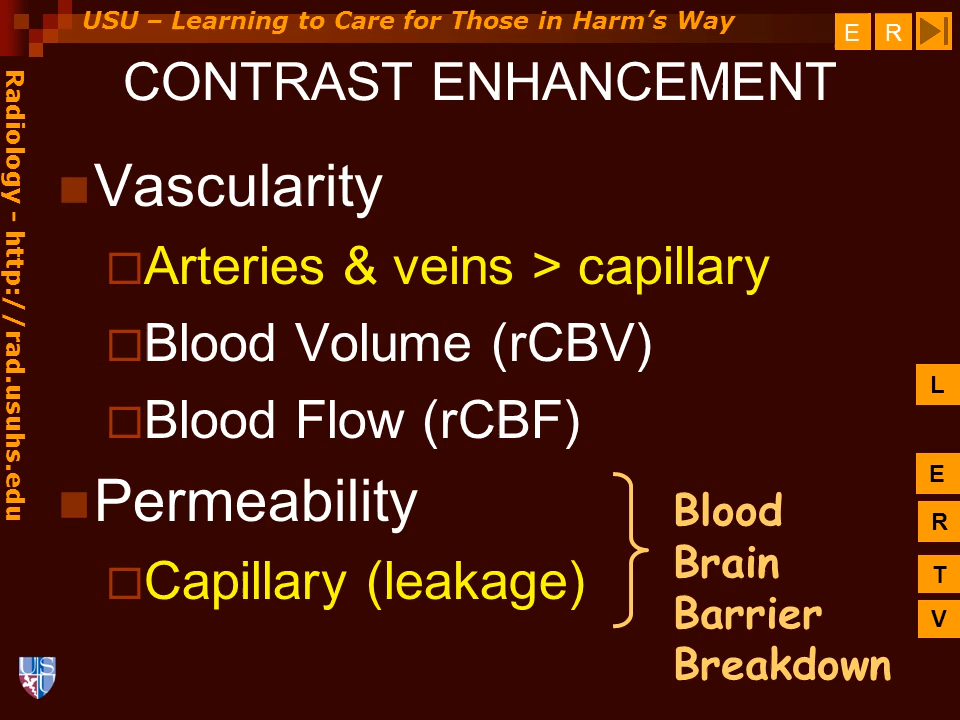 USU – Learning to Care for Those in Harm's Way
E R
Radiology - http://rad.usuhs.edu
CONTRAST ENHANCEMENT
Vascularity
Arteries & veins > capillary
Blood Volume (rCBV)
Blood Flow (rCBF)
Permeability
Capillary (leakage)
Blood
Brain
Barrier
Breakdown
L
E
R
T
V
USU